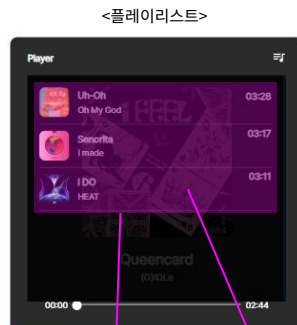 <플레이리스트>
Player
Uh-Oh 03:28
Oh My God
Senorita 03:17
I made
I DO 03:11
HEAT
I FEEL
Queencard
(G)I-DLE
00:00 02:44